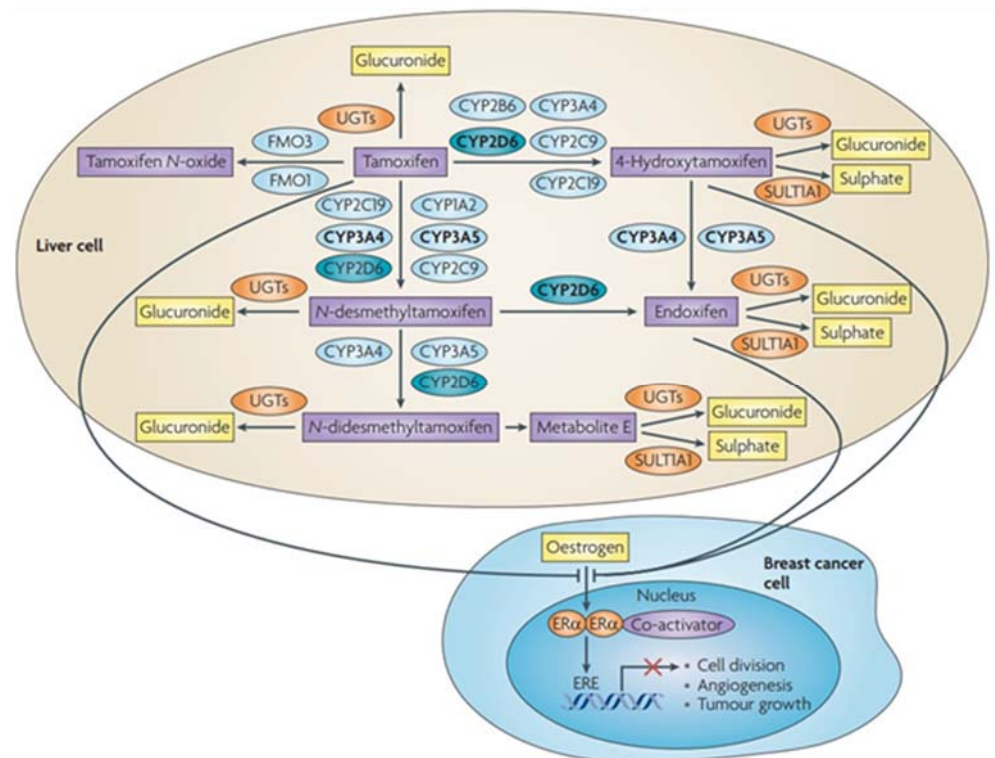 Glucuronide
CYP2B6 CYP3A4
UGTs
UGTs
FMO3
CYP2D6 CYP2C9
Glucuronide
Tamoxifen N-oxide
Tamoxifen
4-Hydroxytamoxifen
Sulphate
FMO1
CYP2C19
SULT1A1
CYP2C19 CYP1A2
Liver cell
CYP3A4 CYP3A5
CYP3A4 CYP3A5
CYP2D6 CYP2C9
UGTs
CYP2D6
UGTs
Glucuronide
Glucuronide
N-desmethyltamoxifen
Endoxifen
Sulphate
SULT1A1
CYP3A4 CYP3A5
CYP2D6
UGTs
UGTs
Glucuronide
Glucuronide
N-didesmethyltamoxifen
Metabolite E
Sulphate
SULT1A1
Oestrogen
Breast cancer
cell
Nucleus
ERα ERα Co-activator
ERE
• Cell division
• Angiogenesis
• Tumour growth